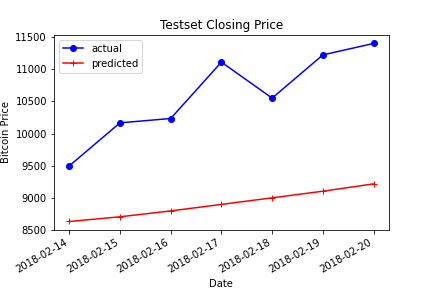 Testset Closing Price
actual
predicted
11500
11000
10500
10000
9500
9000
8500
Bitcoin Price
2018-02-14
2018-02-15
2018-02-16
2018-02-17
2018-02-18
2018-02-19
2018-02-20
Date